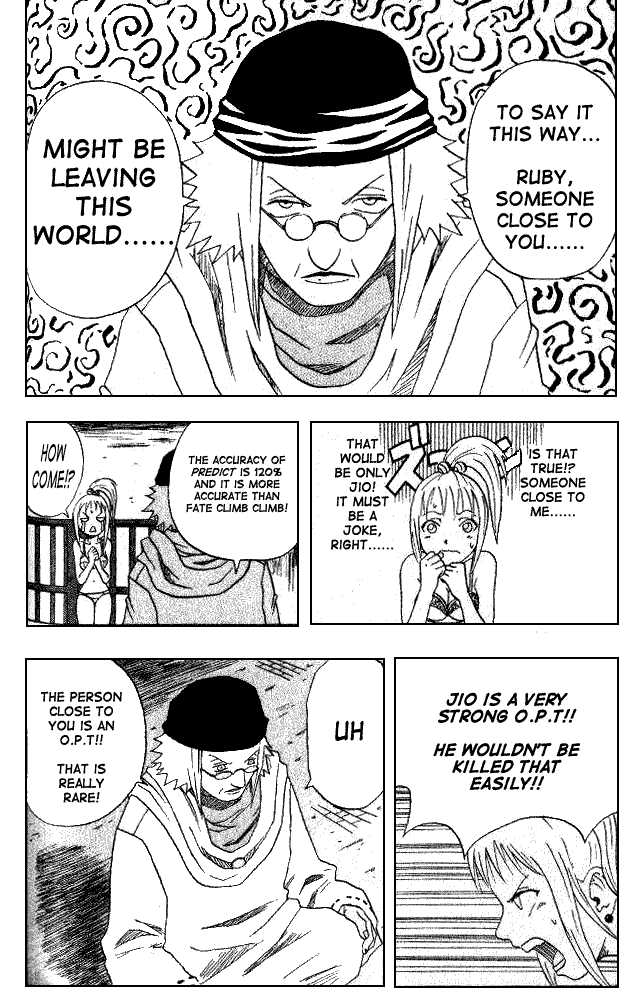 TO SAY IT
THIS WAY...
RUBY,
SOMEONE
CLOSE TO
YOU......
MIGHT BE
LEAVING
THIS
WORLD......
IS THAT
TRUE!?
SOMEONE
CLOSE TO
ME......
THAT
WOULD
BE ONLY
JIO!
IT MUST
BE A
JOKE,
RIGHT......
THE ACCURACY OF
PREDICT IS 120%
AND IT IS MORE
ACCURATE THAN
FATE CLIMB CLIMB!
HOW
COME!?
JIO IS A VERY
STRONG O.P.T!!
HE WOULDN'T BE
KILLED THAT
EASILY!!
UH
THE PERSON
CLOSE TO
YOU IS AN
O.P.T!!
THAT IS
REALLY
RARE!